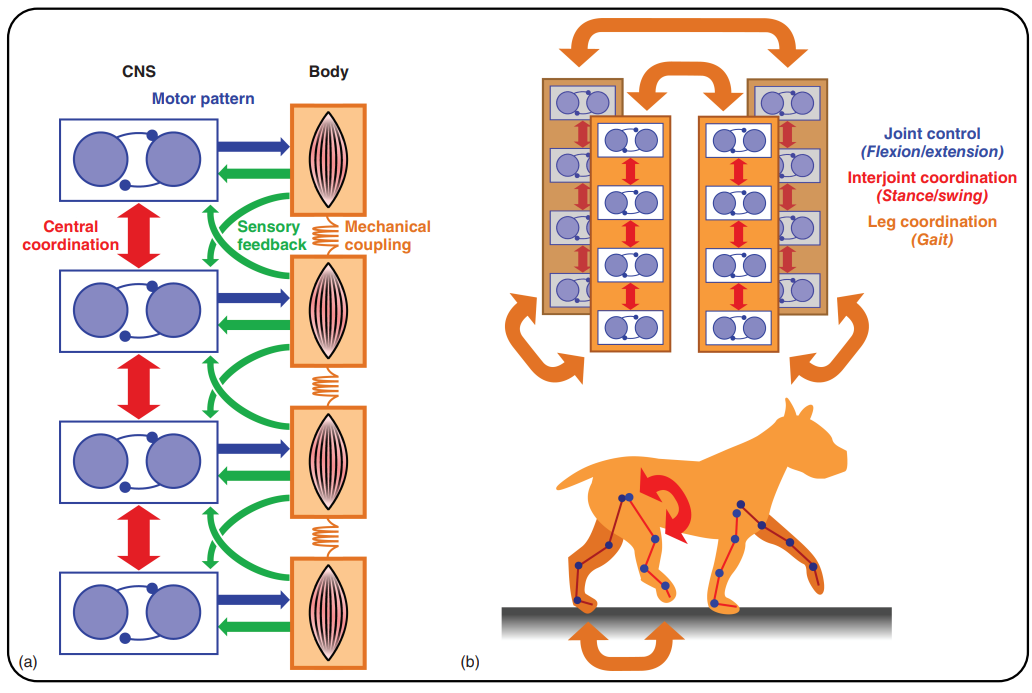 CNS
Body
Motor pattern
Central
coordination
Sensory
feedback
Mechanical
coupling
(a)
Joint control
(Flexion/extension)
Interjoint coordination
(Stance/swing)
Leg coordination
(Gait)
(b)